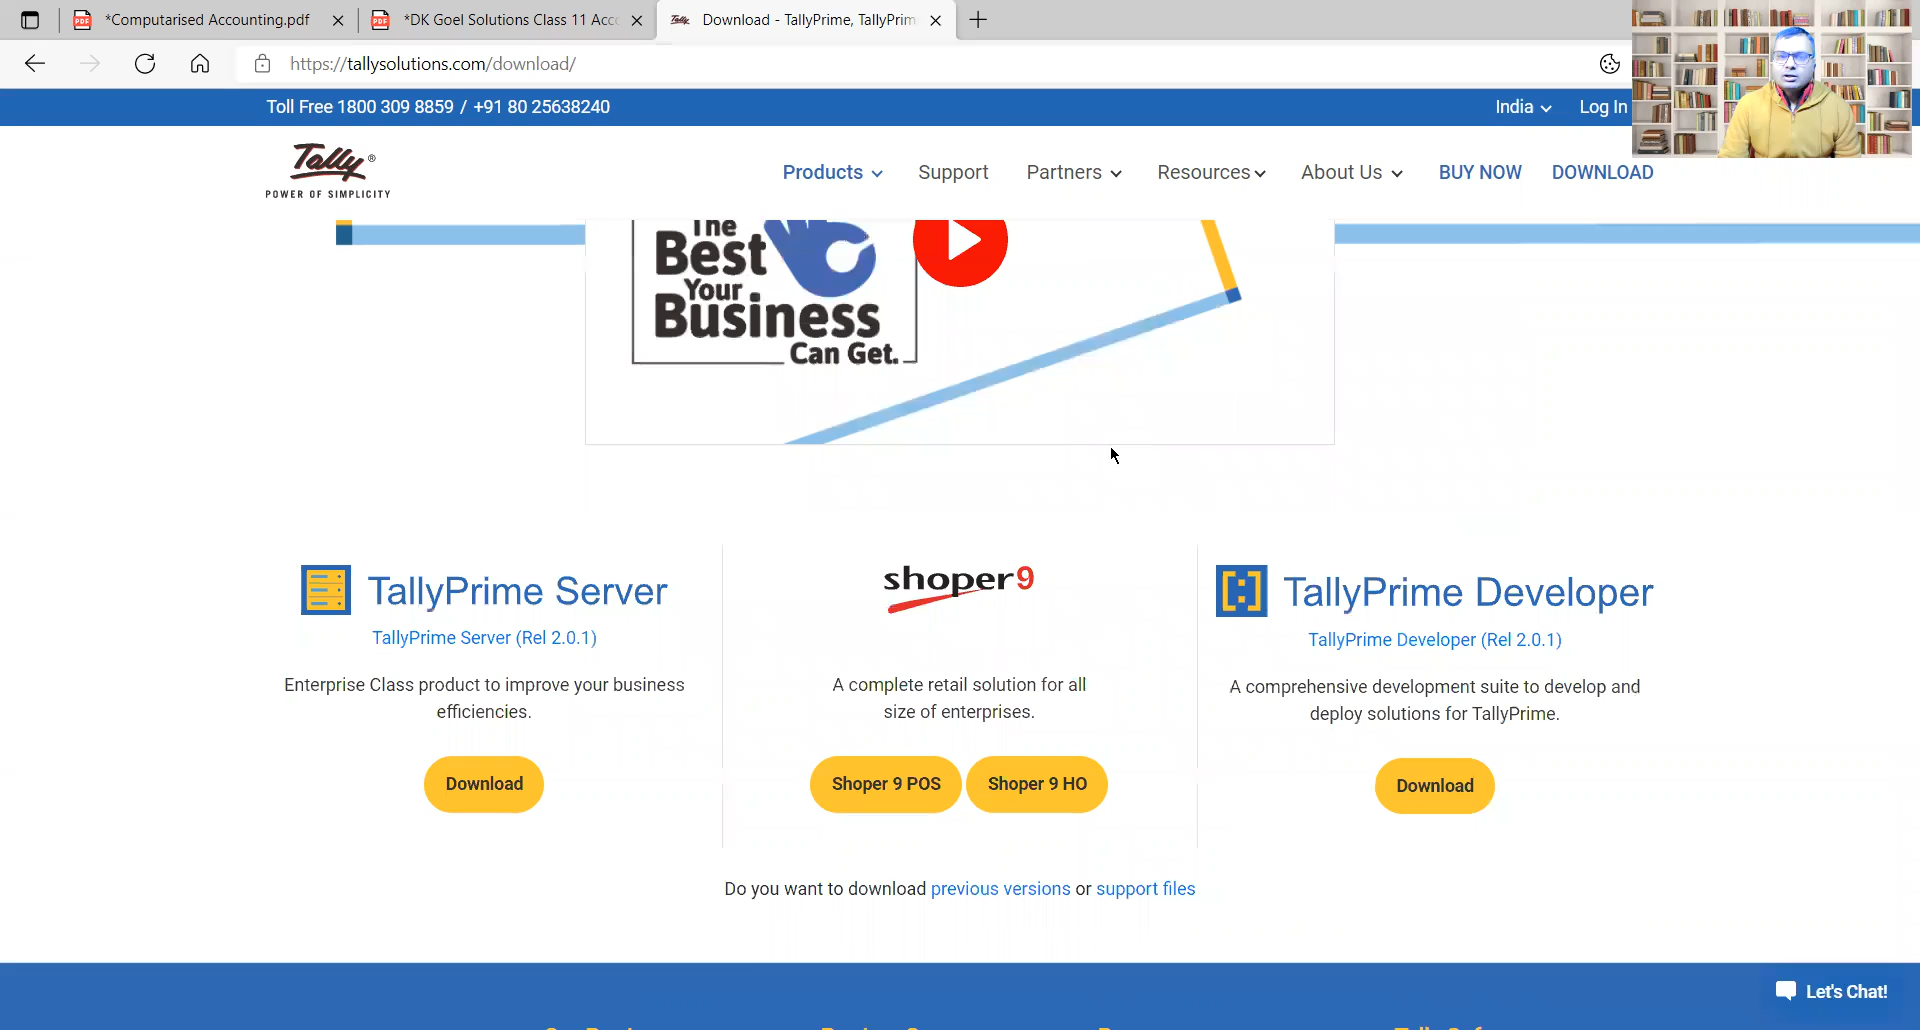 *Computarised Accounting.pdf
*DK Goel Solutions Class 11 Acc
Download - TallyPrime, TallyPrim
https://tallysolutions.com/download/
Toll Free 1800 309 8859 / +91 80 25638240
India
Log In
Tally ®
POWER OF SIMPLICITY
Products
Support
Partners
Resources
About Us
BUY NOW
DOWNLOAD
The
Best
Your
Business
Can Get.
TallyPrime Server
TallyPrime Server (Rel 2.0.1)
Enterprise Class product to improve your business
efficiencies.
Download
shoper9
A complete retail solution for all
size of enterprises.
Shoper 9 POS
Shoper 9 HO
TallyPrime Developer
TallyPrime Developer (Rel 2.0.1)
A comprehensive development suite to develop and
deploy solutions for TallyPrime.
Download
Do you want to download previous versions or support files
Let's Chat!